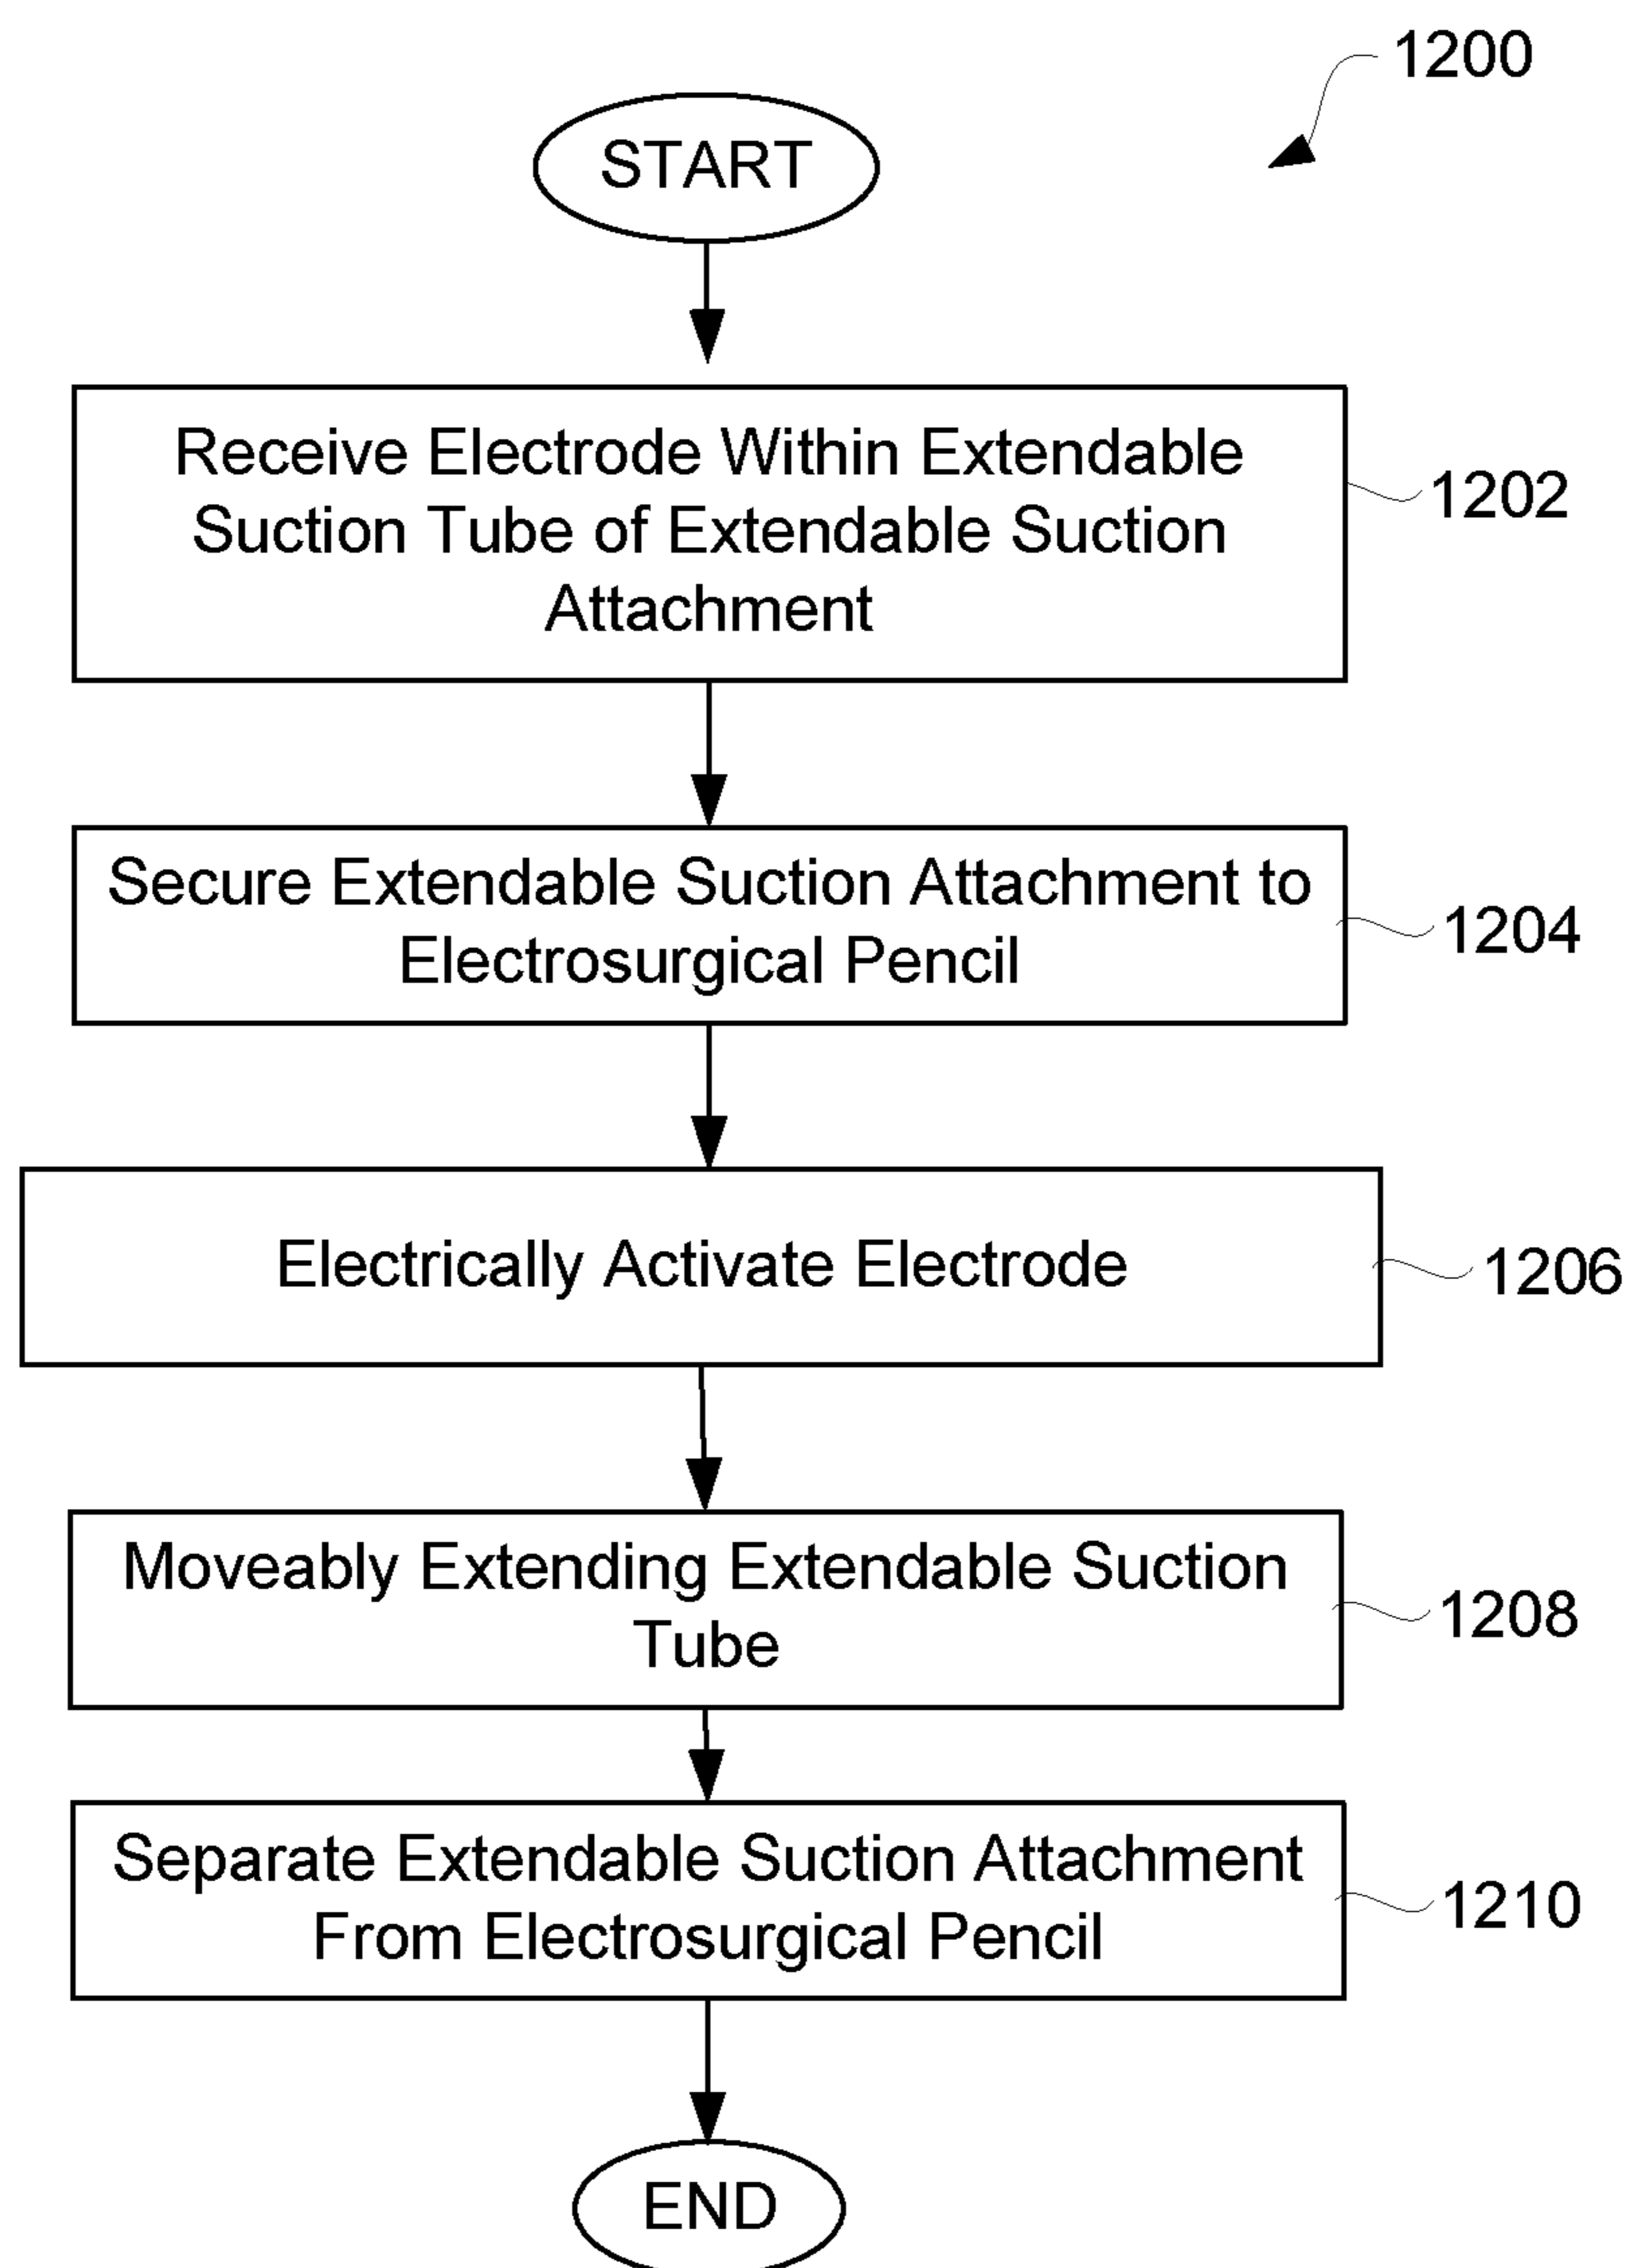 1200
START
Receive Electrode Within Extendable
Suction Tube of Extendable Suction
Attachment
1202
Secure Extendable Suction Attachment to
Electrosurgical Pencil
1204
Electrically Activate Electrode
1206
Moveably Extending Extendable Suction
Tube
1208
Separate Extendable Suction Attachment
From Electrosurgical Pencil
1210
END